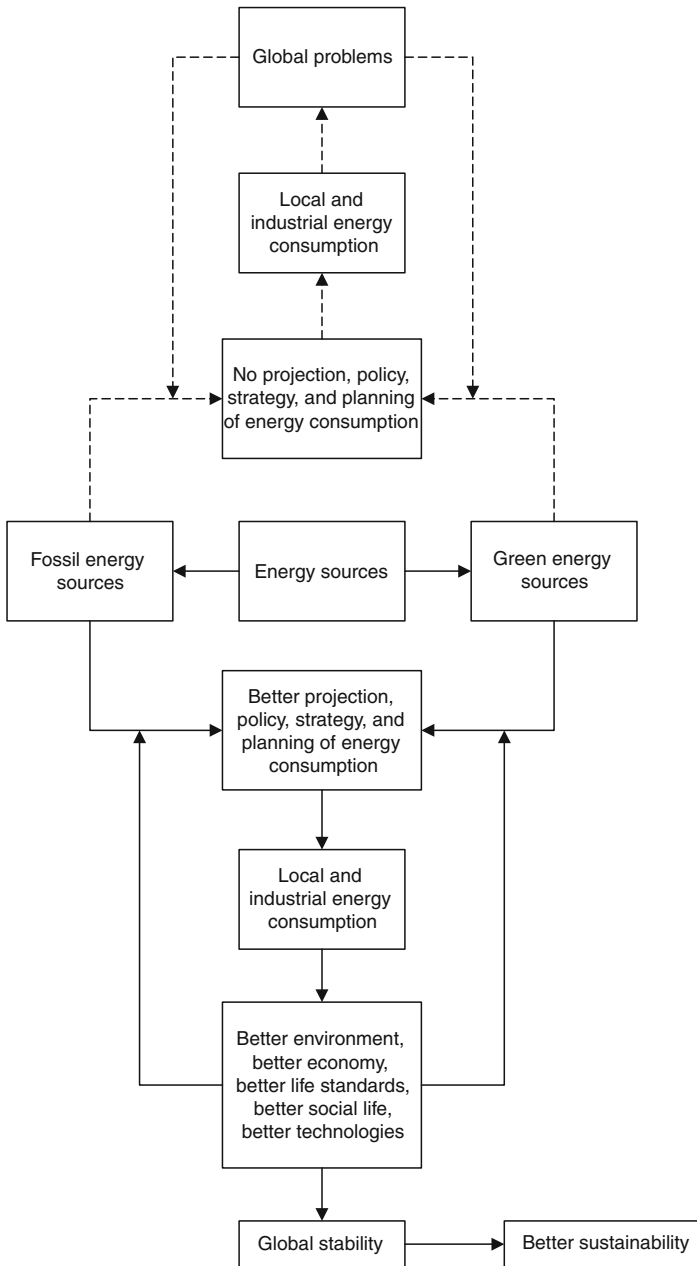 Global problems
Local and
industrial energy
consumption
No projection, policy,
strategy, and planning
of energy consumption
Fossil energy
sources
Energy sources
Green energy
sources
Better projection,
policy, strategy, and
planning of energy
consumption
Local and
industrial energy
consumption
Better environment,
better economy,
better life standards,
better social life,
better technologies
Global stability
Better sustainability